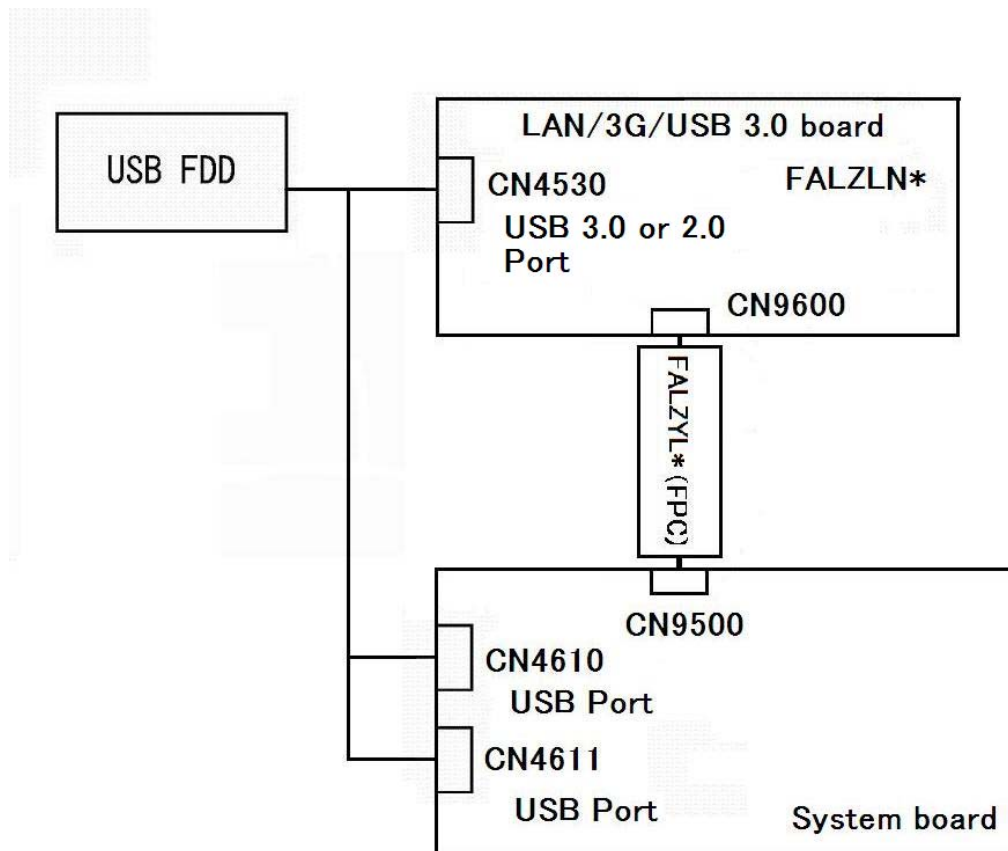 USB FDD
LAN/3G/USB 3.0 board
FALZLN*
CN4530
USB 3.0 or 2.0
Port
CN9600
FALZYL*(FPC)
CN9500
CN4610
USB Port
CN4611
USB Port
System board